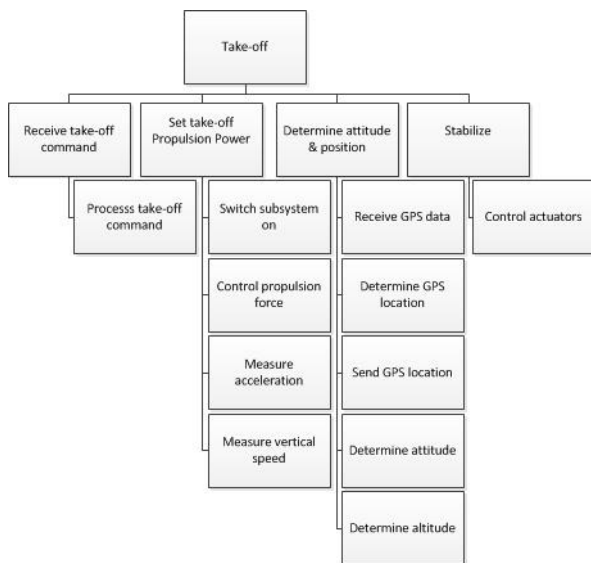 Take-off
Receive take-off
command
Set take-off
Propulsion Power
Determine attitude
& position
Stabilize
Processs take-off
command
Switch subsystem
on
Receive GPS data
Control actuators
Control propulsion
force
Determine GPS
location
Measure
acceleration
Send GPS location
Measure vertical
speed
Determine attitude
Determine altitude